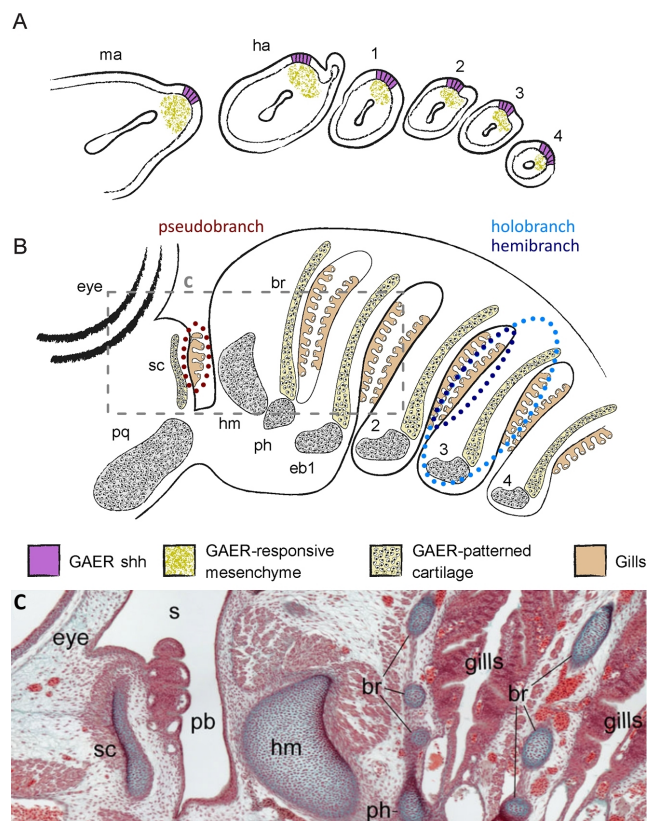 A
ma
ha
1
2
3
4
B
pseudobranch
holobranch
hemibranch
eye
c
br
sc
pq
hm
ph
eb1
2
3
4
GAER shh
GAER-responsive
mesenchyme
GAER-patterned
cartilage
Gills
C
s
eye
gills
br
br
pb
gills
sc
hm
ph